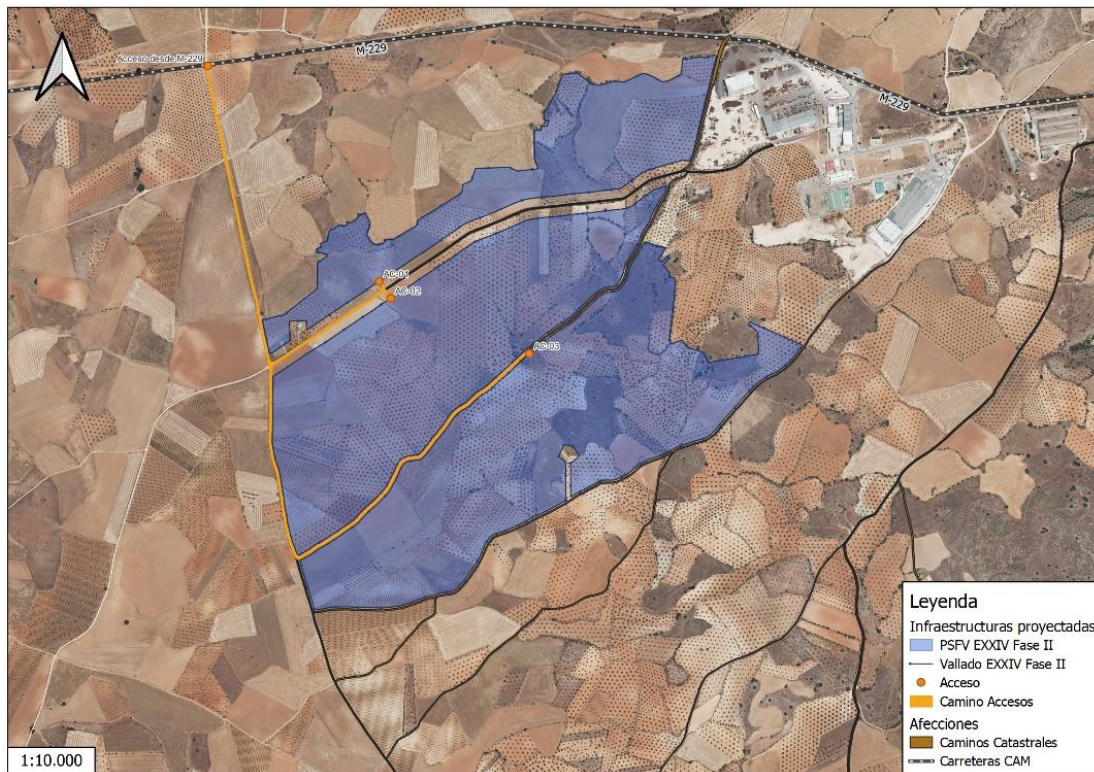 M-229
Acceso desde M-229
M-229
AC-01
AC-02
AC-03
Leyenda
Infraestructuras proyectadas
PSFV EXXIV Fase II
Vallado EXXIV Fase II
Acceso
Camino Accesos
Afecciones
Caminos Catastrales
Carreteras CAM
1:10.000